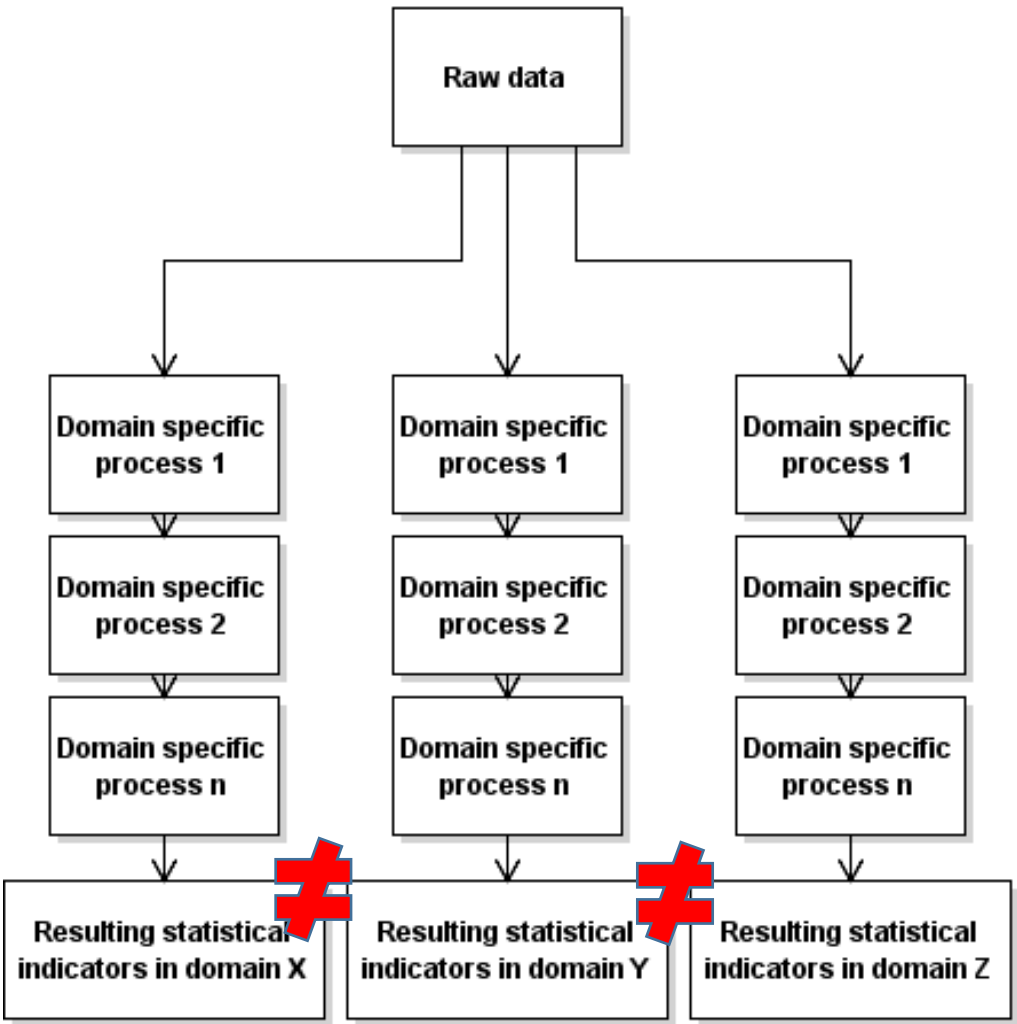 Raw data
Domain specific
process 1
Domain specific
process 1
Domain specific
process 1
Domain specific
process 2
Domain specific
process 2
Domain specific
process 2
Domain specific
process n
Domain specific
process n
Domain specific
process n
≠
≠
Resulting statistical
indicators in domain X
Resulting statistical
indicators in domain Y
Resulting statistical
indicators in domain Z